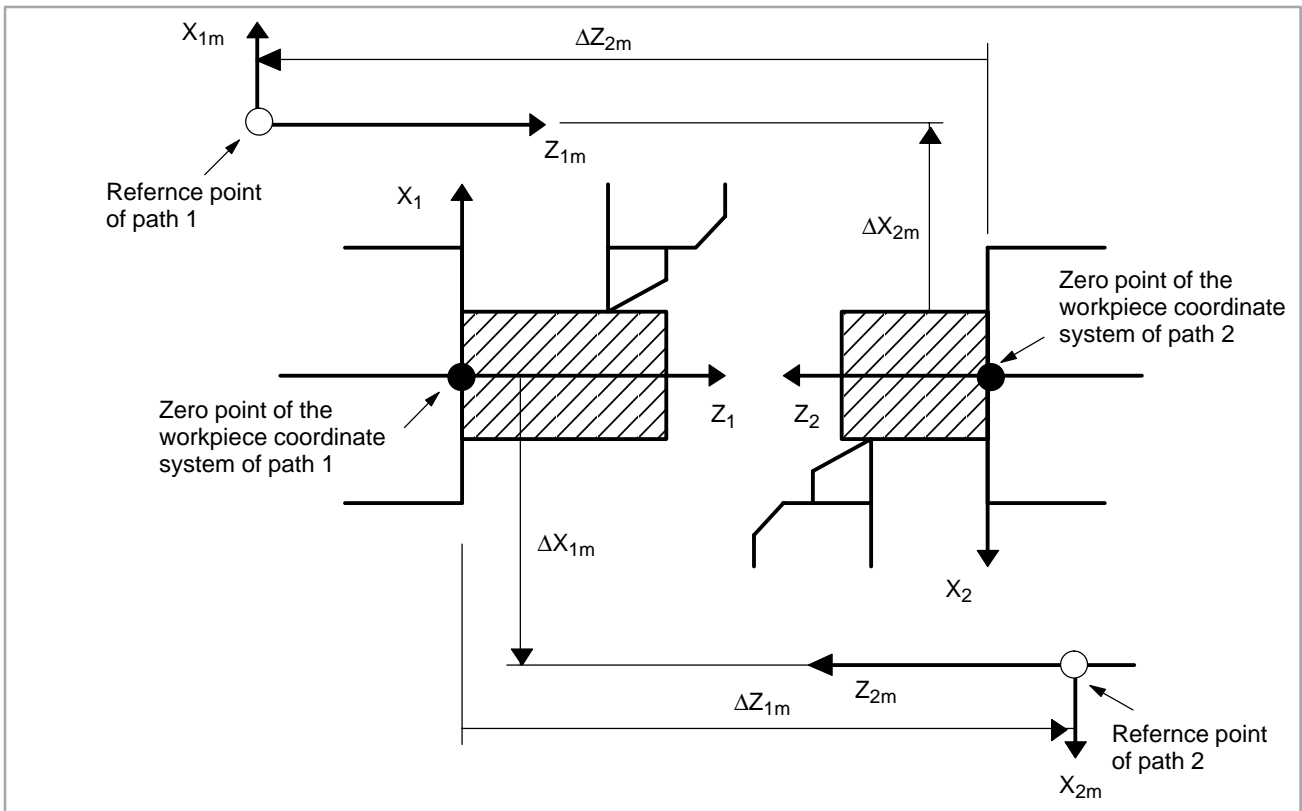 X1m
ΔZ2m
Z1m
Refernce point
of path 1
X1
ΔX2m
Zero point of the
workpiece coordinate
system of path 2
Z1
Z2
Zero point of the
workpiece coordinate
system of path 1
ΔX1m
X2
Z2m
ΔZ1m
Refernce point
of path 2
X2m